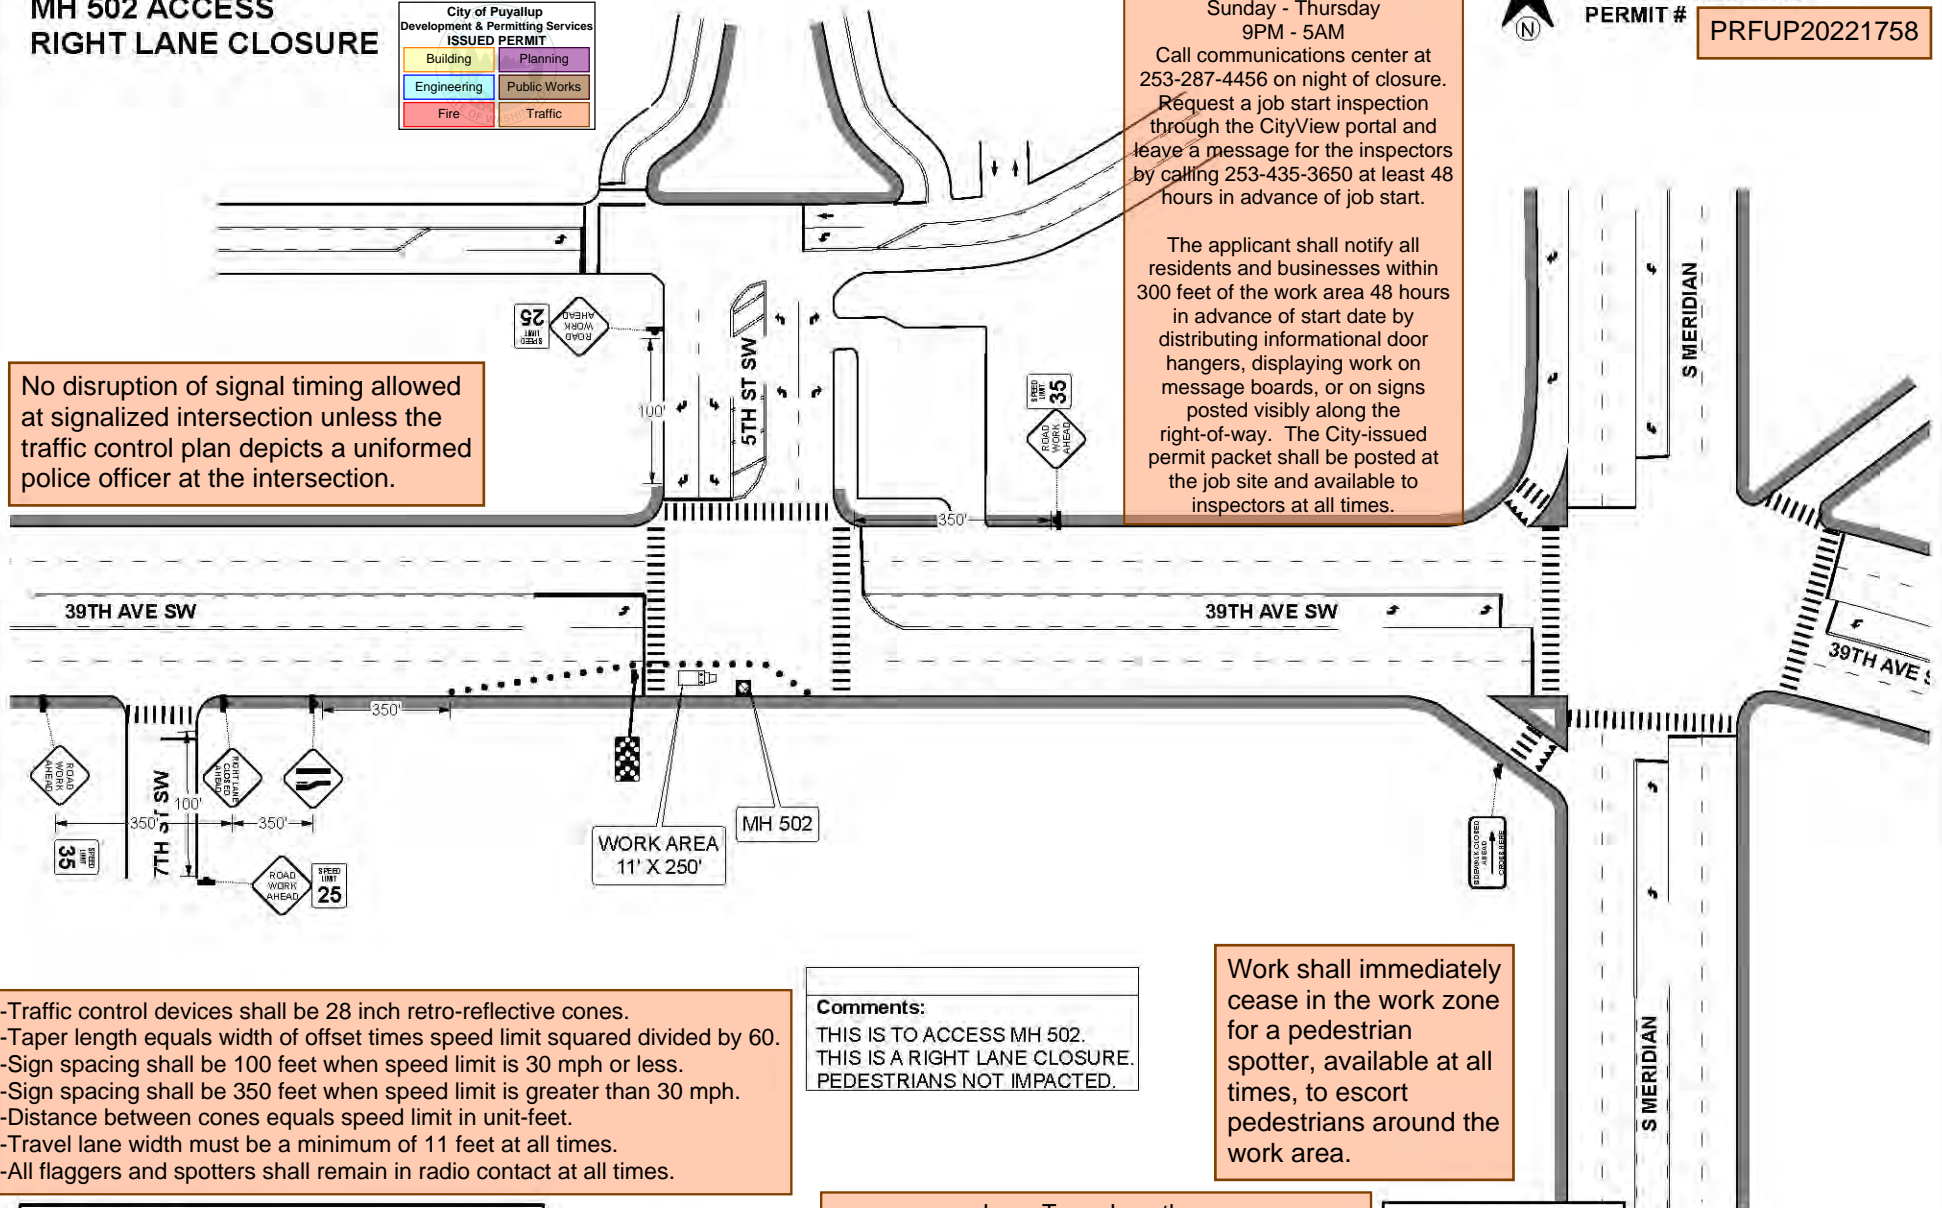 MH 502 ACCESS
RIGHT LANE CLOSURE
City of Puyallup
Development & Permitting Services
ISSUED PERMIT
Building
Planning
Engineering
Public Works
Fire
Traffic
Sunday - Thursday
9PM - 5AM
Call communications center at
253-287-4456 on night of closure.
Request a job start inspection
through the CityView portal and
leave a message for the inspectors
by calling 253-435-3650 at least 48
hours in advance of job start.
The applicant shall notify all
residents and businesses within
300 feet of the work area 48 hours
in advance of start date by
distributing informational door
hangers, displaying work on
message boards, or on signs
posted visibly along the
right-of-way. The City-issued
permit packet shall be posted at
the job site and available to
inspectors at all times.
N
PERMIT #
PRFUP20221758
No disruption of signal timing allowed
at signalized intersection unless the
traffic control plan depicts a uniformed
police officer at the intersection.
SPEED
LIMIT
25
ROAD
WORK
AHEAD
100'
5TH ST SW
SPEED
LIMIT
35
ROAD
WORK
AHEAD
350'
S MERIDIAN
39TH AVE SW
39TH AVE SW
39TH AVE S
350'
ROAD
WORK
AHEAD
RIGHT LANE
CLOSED
AHEAD
7TH ST SW
100'
350'
350'
SPEED
LIMIT
35
ROAD
WORK
AHEAD
SPEED
LIMIT
25
WORK AREA
11' X 250'
MH 502
SIDEWALK CLOSED
AHEAD
CROSS HERE
S MERIDIAN
-Traffic control devices shall be 28 inch retro-reflective cones.
-Taper length equals width of offset times speed limit squared divided by 60.
-Sign spacing shall be 100 feet when speed limit is 30 mph or less.
-Sign spacing shall be 350 feet when speed limit is greater than 30 mph.
-Distance between cones equals speed limit in unit-feet.
-Travel lane width must be a minimum of 11 feet at all times.
-All flaggers and spotters shall remain in radio contact at all times.
Comments:
THIS IS TO ACCESS MH 502.
THIS IS A RIGHT LANE CLOSURE.
PEDESTRIANS NOT IMPACTED.
Work shall immediately
cease in the work zone
for a pedestrian
spotter, available at all
times, to escort
pedestrians around the
work area.